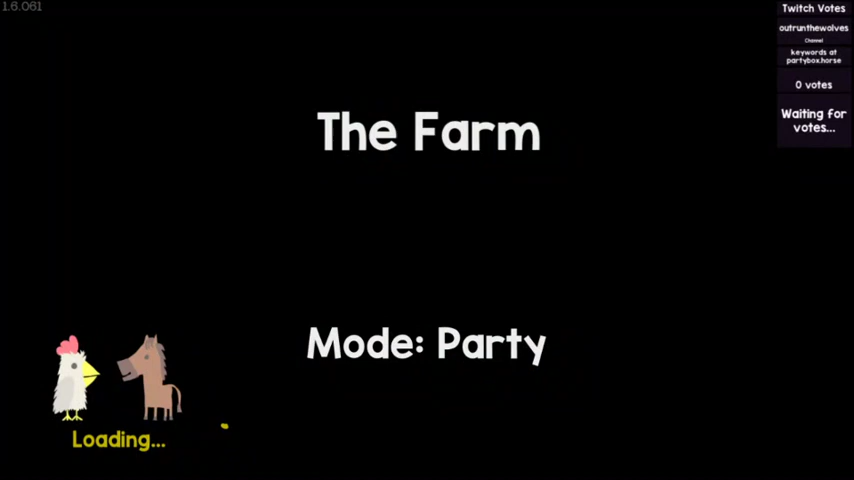 1.6.061
Twitch Votes
outrunthewolves
Channel
keywords at
partybox.horse
0 votes
Waiting for
votes...
The Farm
Mode: Party
Loading...